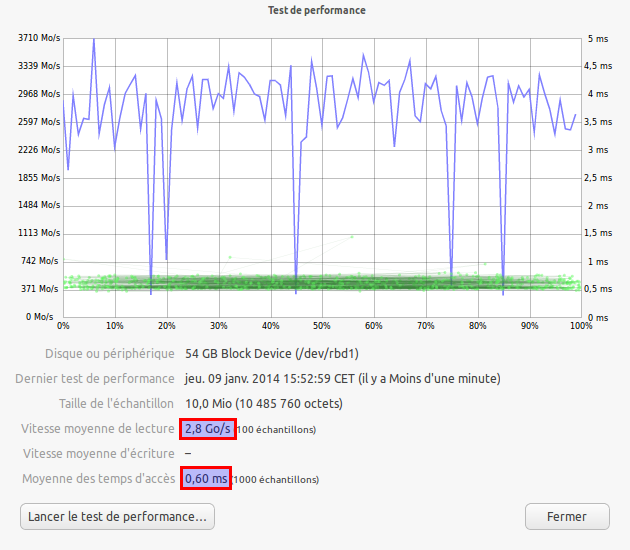 Test de performance
3710 Mo/s
3339 Mo/s
2968 Mo/s
2597 Mo/s
2226 Mo/s
1855 Mo/s
1484 Mo/s
1113 Mo/s
742 Mo/s
371 Mo/s
0 Mo/s
5 ms
4,5 ms
4 ms
3,5 ms
3 ms
2,5 ms
2 ms
1,5 ms
1 ms
0,5 ms
0 ms
0% 10% 20% 30% 40% 50% 60% 70% 80% 90% 100%
Disque ou périphérique 54 GB Block Device (/dev/rbd1)
Dernier test de performance jeu. 09 janv. 2014 15:52:59 CET (il y a Moins d'une minute)
Taille de l'échantillon 10,0 Mio (10 485 760 octets)
Vitesse moyenne de lecture 2,8 Go/s (100 échantillons)
Vitesse moyenne d'écriture –
Moyenne des temps d'accès 0,60 ms (1000 échantillons)
Lancer le test de performance... Fermer